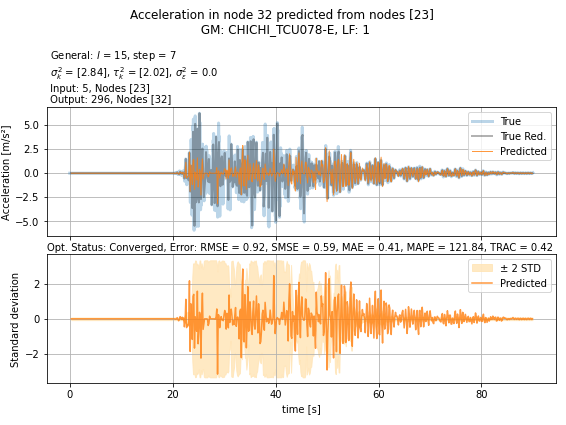 Acceleration in node 32 predicted from nodes [23]
GM: CHICHI_TCU078-E, LF: 1
General: l = 15, step = 7
σ²ₖ = [2.84], τ²ₖ = [2.02], σ²ₑ = 0.0
Input: 5, Nodes [23]
Output: 296, Nodes [32]
Acceleration [m/s²]
5.0
2.5
0.0
−2.5
−5.0
True
True Red.
Predicted
Opt. Status: Converged, Error: RMSE = 0.92, SMSE = 0.59, MAE = 0.41, MAPE = 121.84, TRAC = 0.42
Standard deviation
2
0
−2
± 2 STD
Predicted
0 20 40 60 80
time [s]